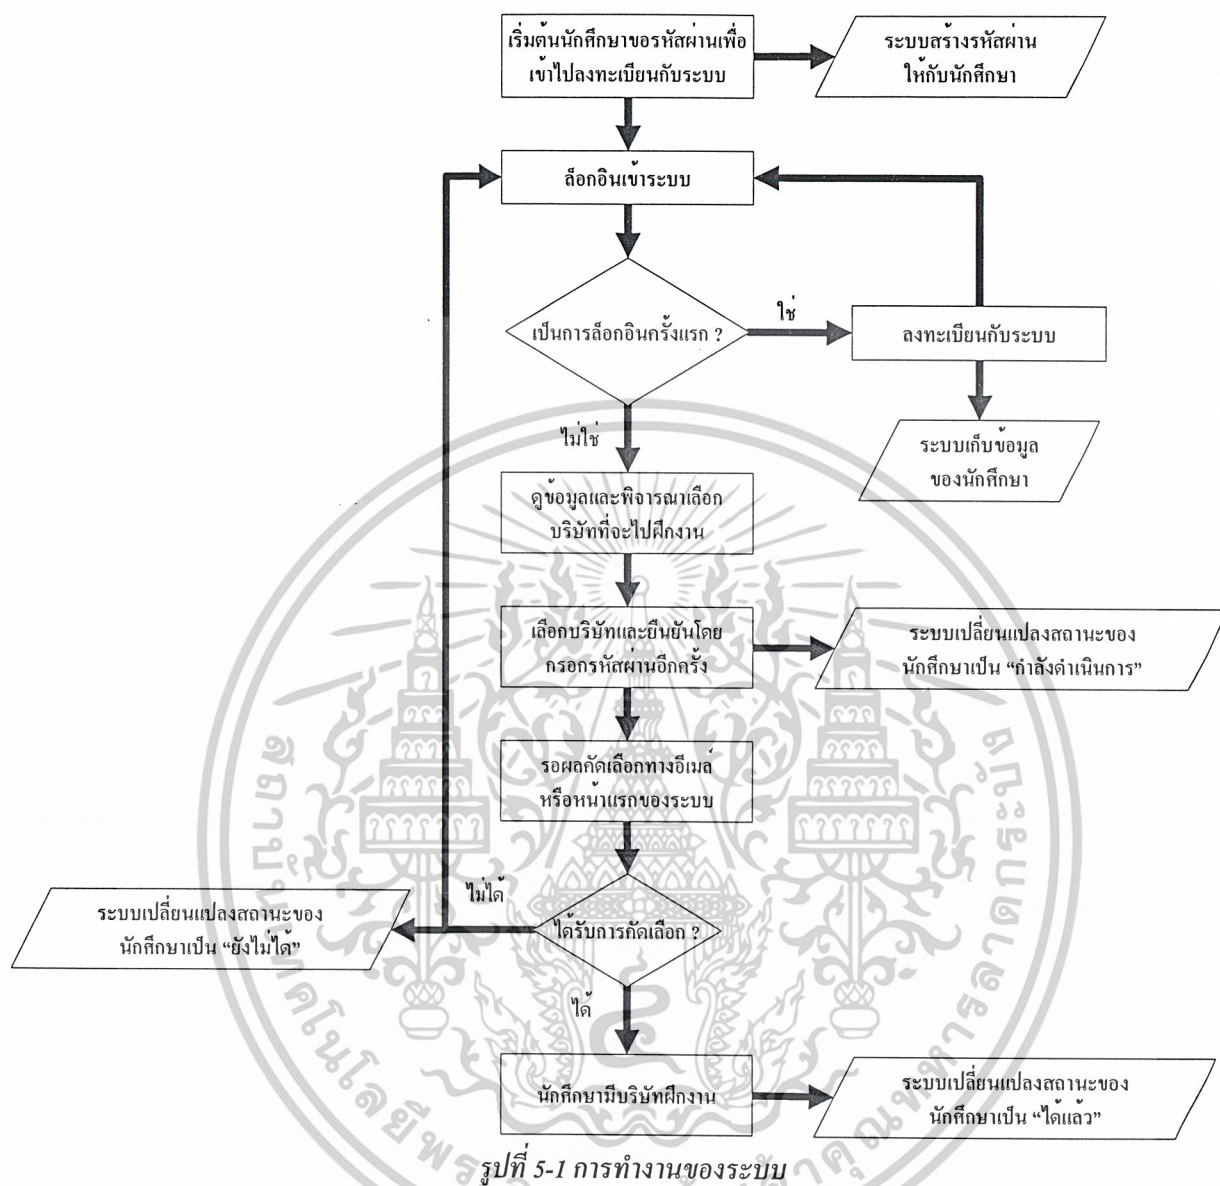 เริ่มต้นนักศึกษาขอรหัสผ่านเพื่อ
เข้าไปลงทะเบียนกับระบบ
ระบบสร้างรหัสผ่าน
ให้กับนักศึกษา
ล็อกอินเข้าระบบ
เป็นการล็อกอินครั้งแรก ?
ใช่
ลงทะเบียนกับระบบ
ไม่ใช่
ระบบเก็บข้อมูล
ของนักศึกษา
ดูข้อมูลและพิจารณาเลือก
บริษัทที่จะไปฝึกงาน
เลือกบริษัทและยืนยันโดย
กรอกรหัสผ่านอีกครั้ง
ระบบเปลี่ยนแปลงสถานะของ
นักศึกษาเป็น “กำลังดำเนินการ”
รอผลคัดเลือกทางอีเมล์
หรือหน้าแรกของระบบ
ไม่ได้
ระบบเปลี่ยนแปลงสถานะของ
นักศึกษาเป็น “ยังไม่ได้”
ได้รับการคัดเลือก ?
ได้
นักศึกษามีบริษัทฝึกงาน
ระบบเปลี่ยนแปลงสถานะของ
นักศึกษาเป็น “ได้แล้ว”
รูปที่ 5-1 การทำงานของระบบ